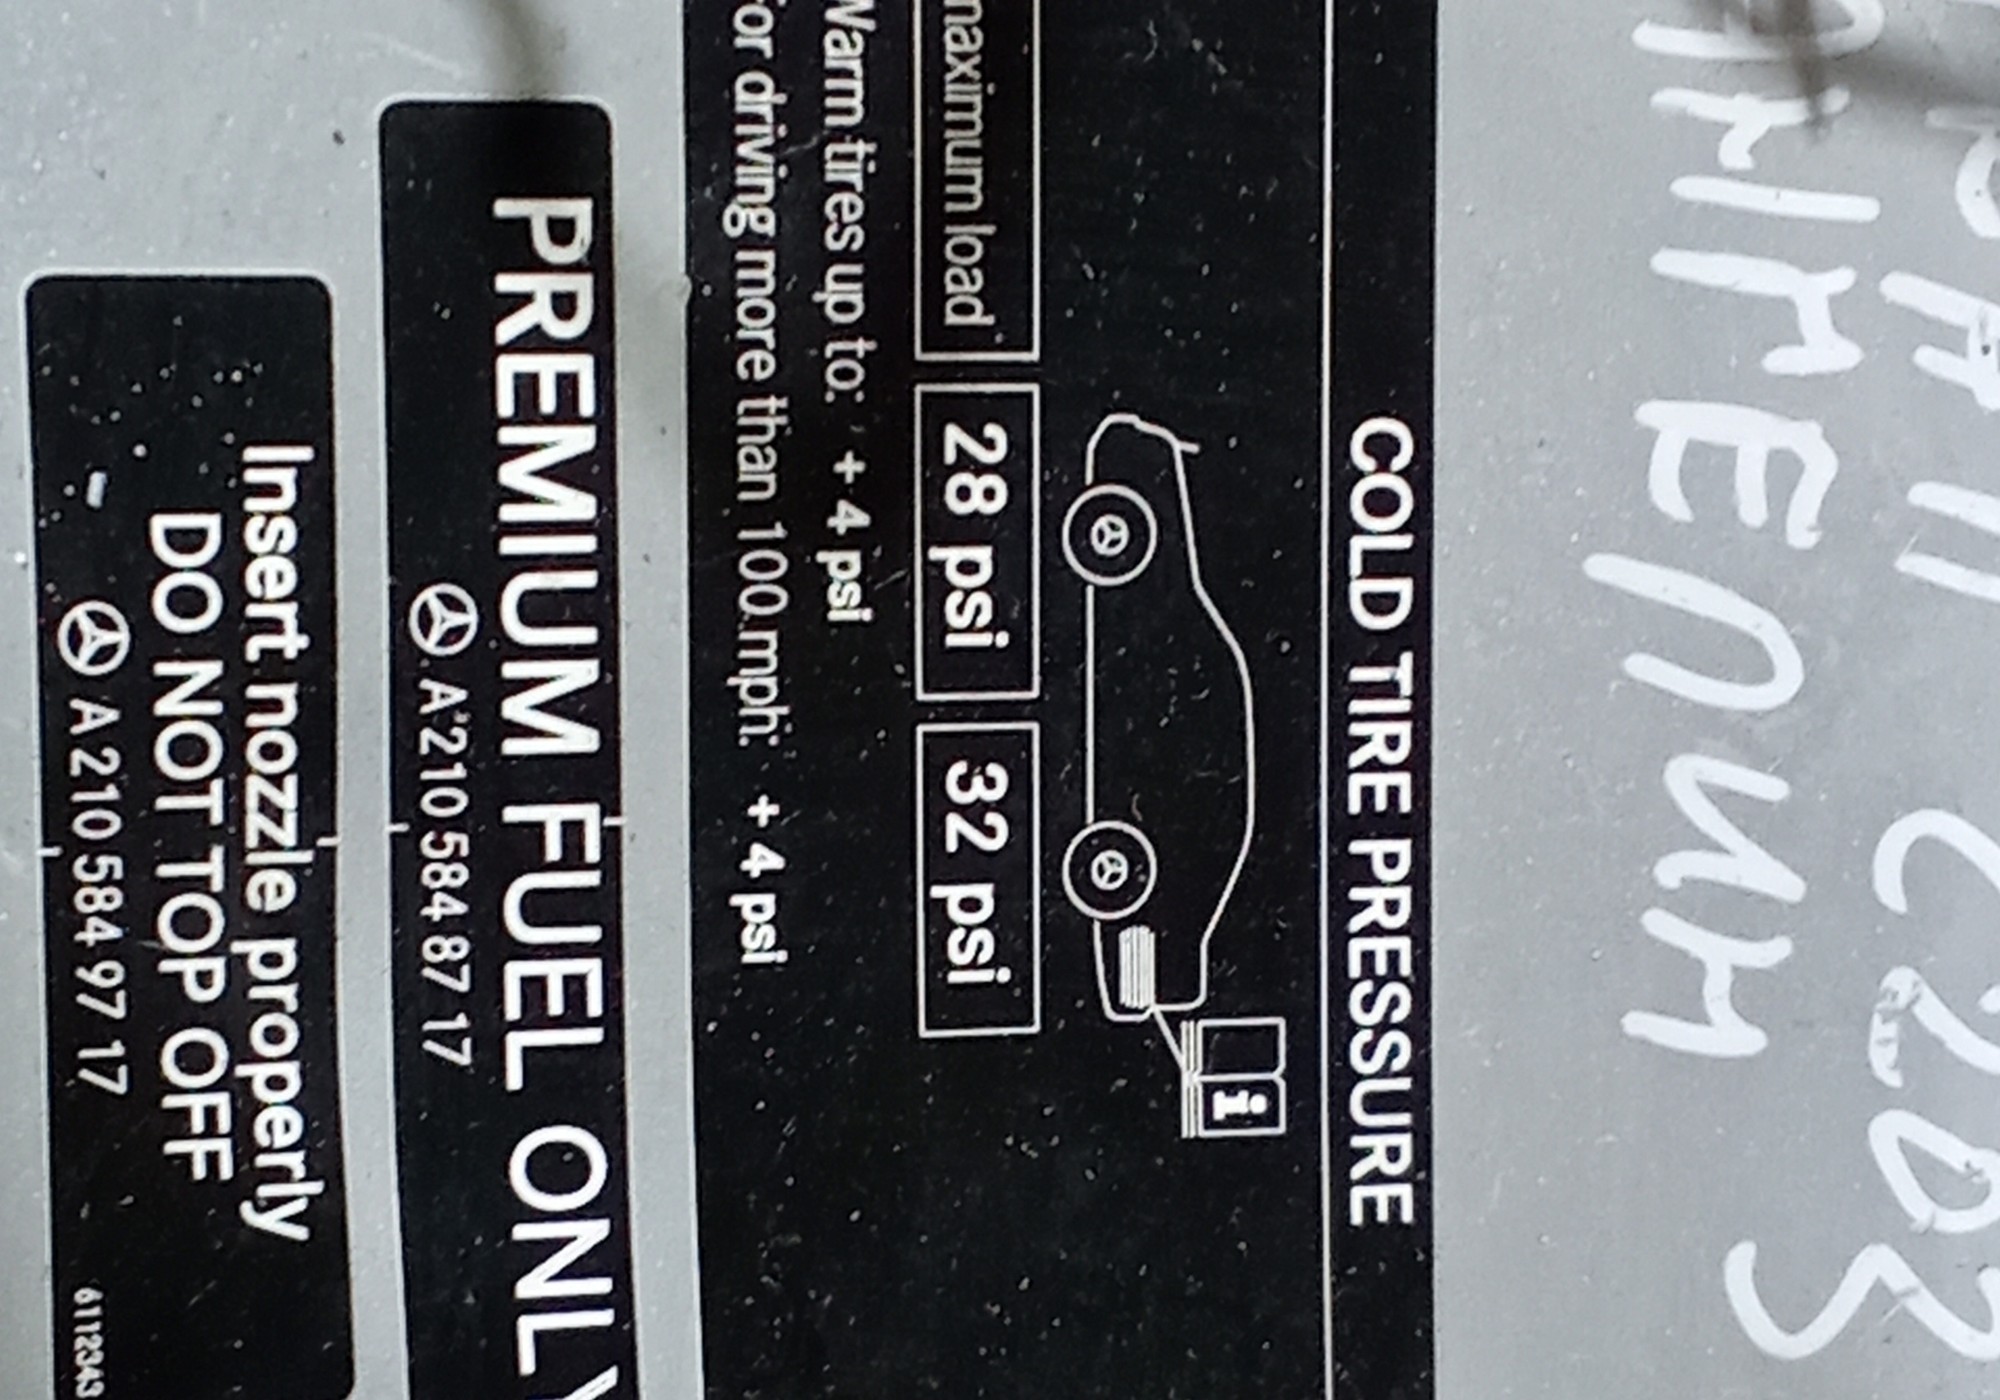 COLD TIRE PRESSURE
i
maximum load 28 psi 32 psi
Warm tires up to: + 4 psi
For driving more than 100 mph: + 4 psi
PREMIUM FUEL ONLY
A 210 584 87 17
Insert nozzle properly
DO NOT TOP OFF
A 210 584 97 17
6112343